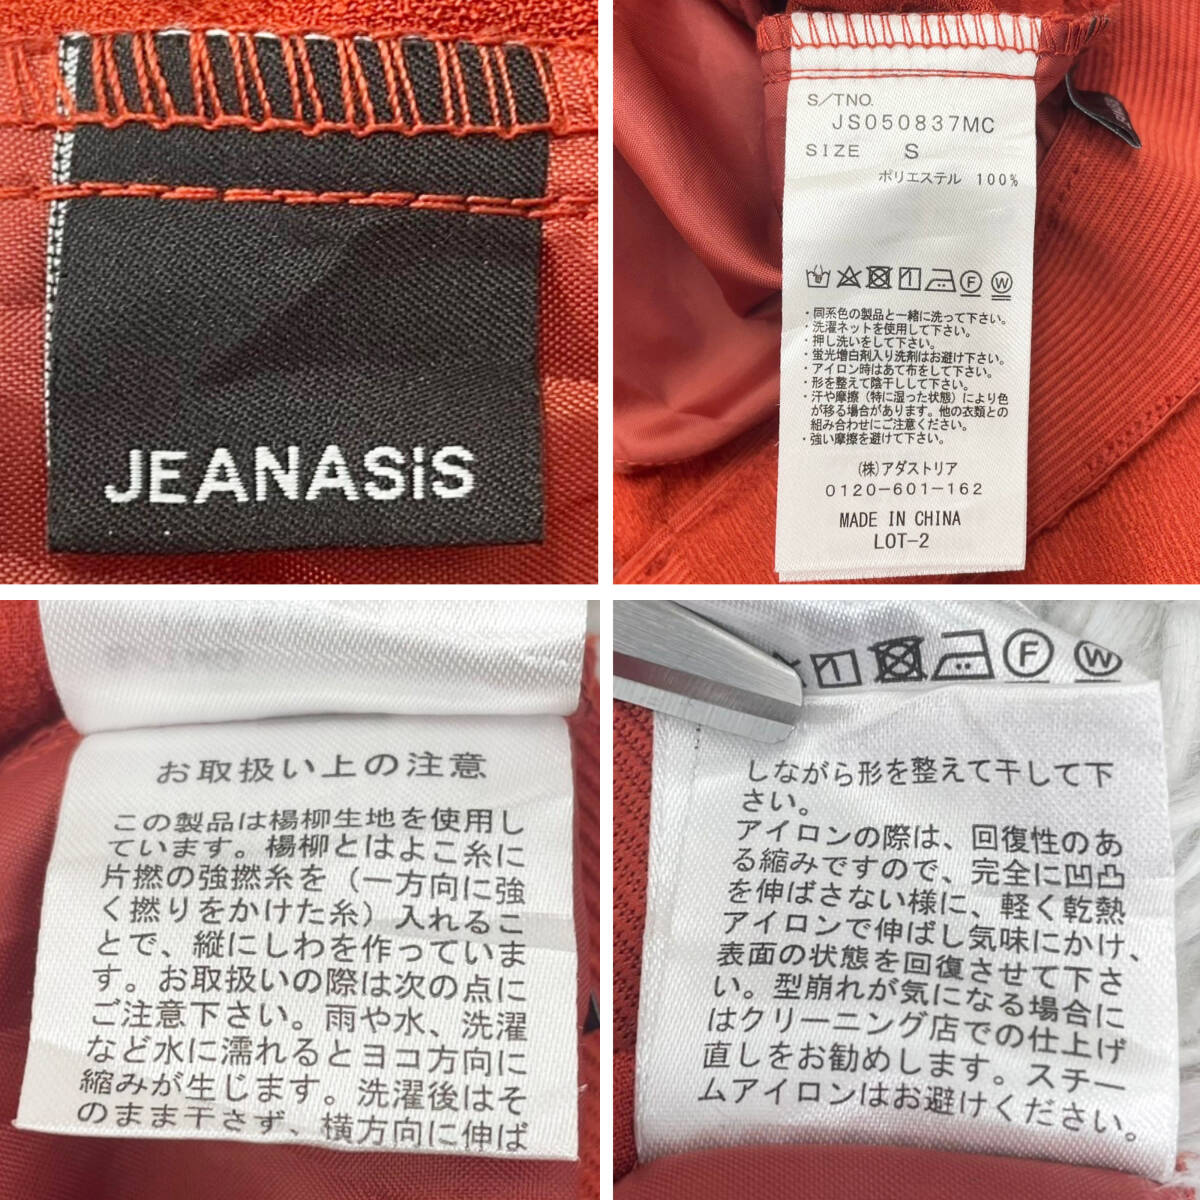 JEANASiS
S/TNO.
JS050837MC
SIZE S
ポリエステル 100%
1
F
W
・同系色の製品と一緒に洗って下さい。
・洗濯ネットを使用して下さい。
・押し洗いをして下さい。
・蛍光増白剤入り洗剤はお避け下さい。
・アイロン時はあて布をして下さい。
・形を整えて陰干しして下さい。
・汗や摩擦(特に湿った状態)により色
が移る場合があります。他の衣類との
組み合わせにご注意ください。
・強い摩擦を避けて下さい。
(株)アダストリア
0120-601-162
MADE IN CHINA
LOT-2
お取扱い上の注意
この製品は楊柳生地を使用し
ています。楊柳とはよこ糸に
片撚の強撚糸を(一方向に強
く撚りをかけた糸)入れるこ
とで、縦にしわを作っていま
す。お取扱いの際は次の点に
ご注意下さい。雨や水、洗濯
など水に濡れるとヨコ方向に
縮みが生じます。洗濯後はそ
のまま干さず、横方向に伸ば
1
F
W
しながら形を整えて干して下
さい。
アイロンの際は、回復性のあ
る縮みですので、完全に凹凸
を伸ばさない様に、軽く乾熱
アイロンで伸ばし気味にかけ、
表面の状態を回復させて下さ
い。型崩れが気になる場合に
はクリーニング店での仕上げ
直しをお勧めします。スチー
ムアイロンはお避けください。